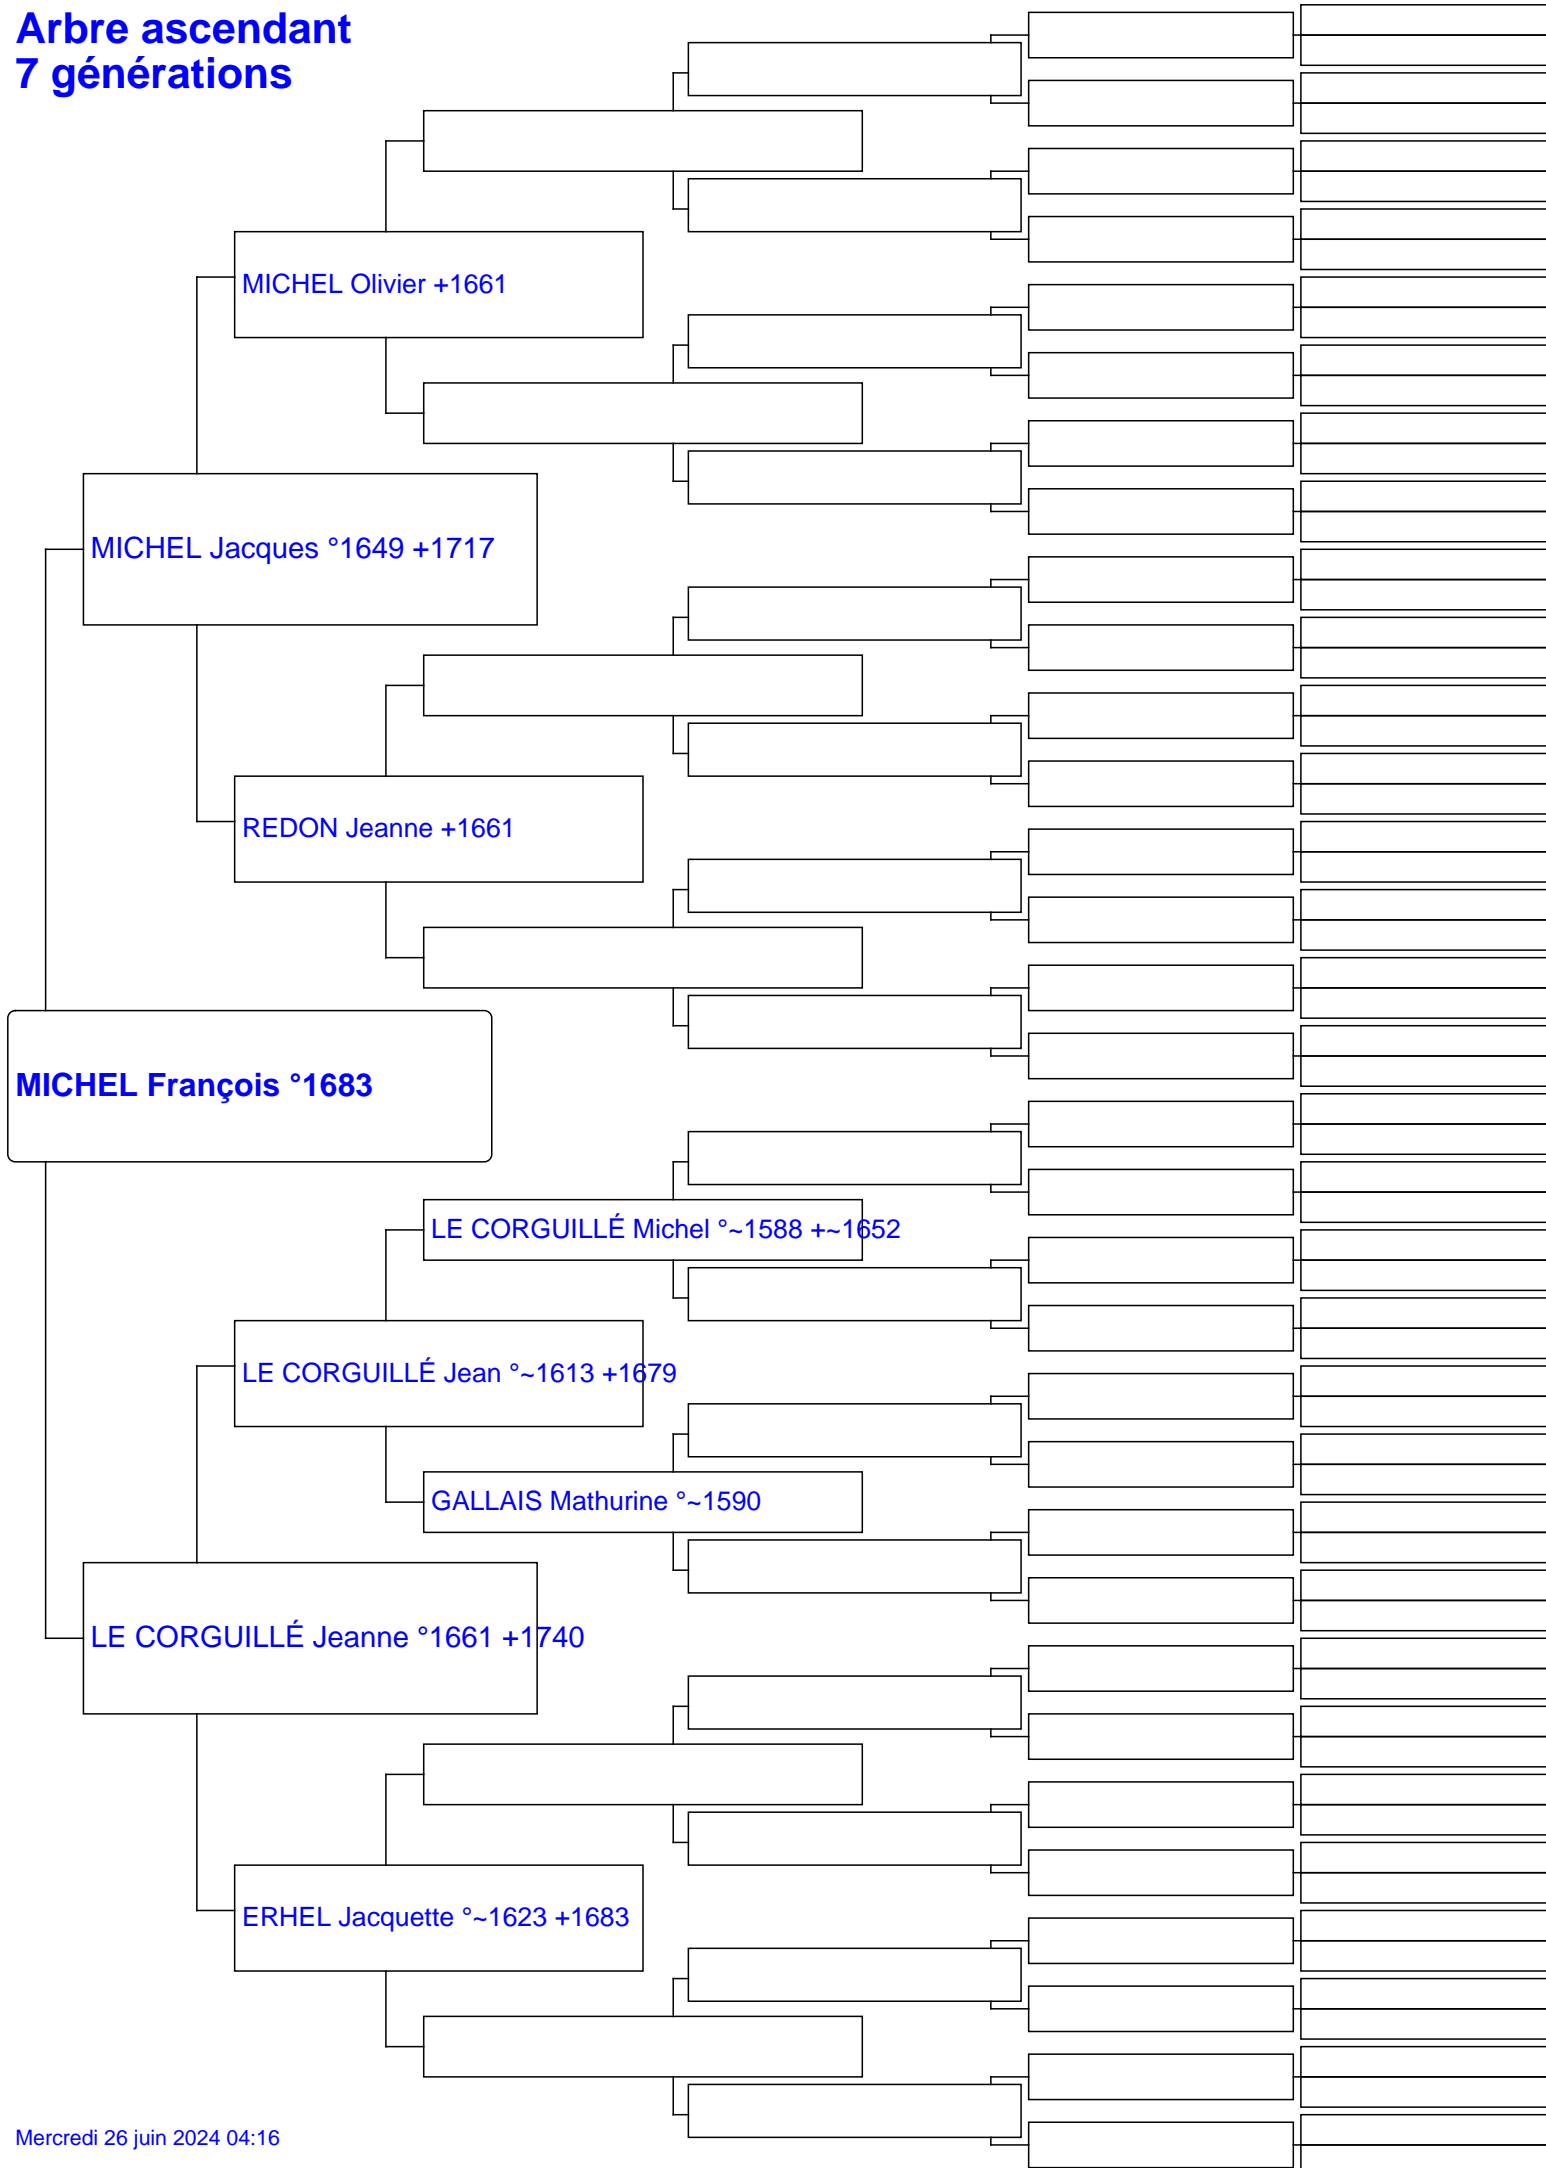 Arbre ascendant
7 générations
MICHEL Olivier +1661
MICHEL Jacques °1649 +1717
REDON Jeanne +1661
MICHEL François °1683
LE CORGUILLÉ Michel °~1588 +~1652
LE CORGUILLÉ Jean °~1613 +1679
GALLAIS Mathurine °~1590
LE CORGUILLÉ Jeanne °1661 +1740
ERHEL Jacquette °~1623 +1683
Mercredi 26 juin 2024 04:16